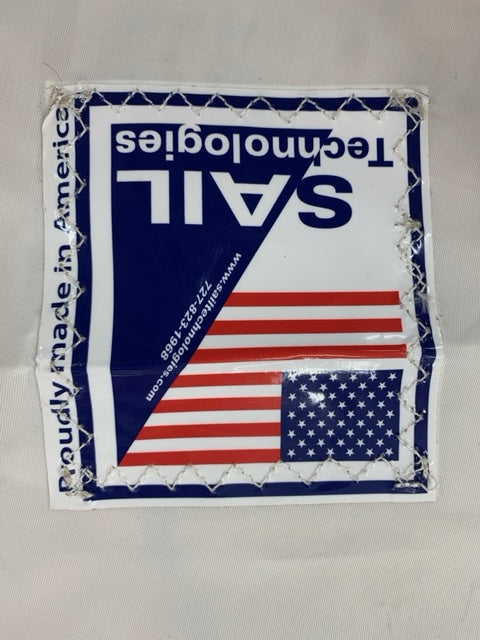 SAIL
Technologies
www.sailtechnologies.com
727-823-1968
Proudly made in America